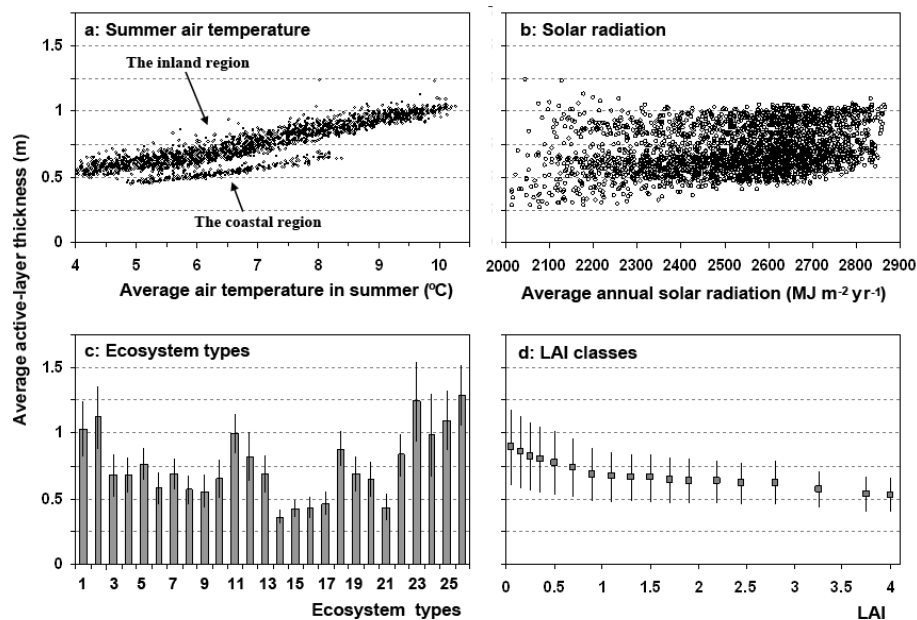 Average active-layer thickness (m)
a: Summer air temperature
The inland region
The coastal region
1.5
1
0.5
0
4 5 6 7 8 9 10
Average air temperature in summer (ºC)
b: Solar radiation
2000 2100 2200 2300 2400 2500 2600 2700 2800 2900
Average annual solar radiation (MJ m-2 yr-1)
c: Ecosystem types
1.5
1
0.5
0
1 3 5 7 9 11 13 15 17 19 21 23 25
Ecosystem types
d: LAI classes
0 0.5 1 1.5 2 2.5 3 3.5 4
LAI